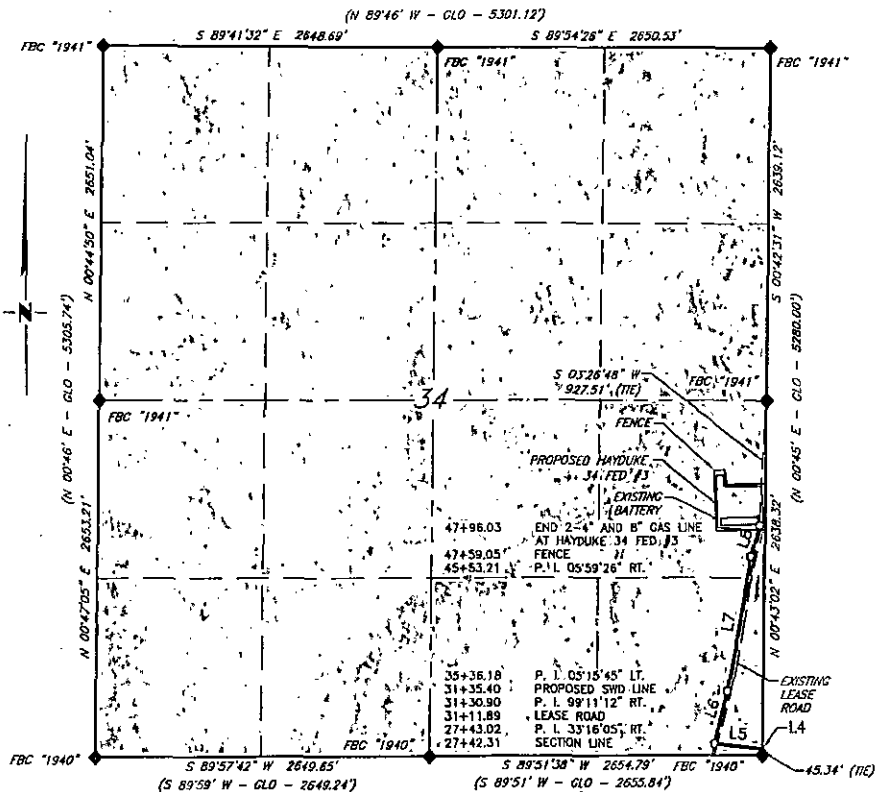 (N 89°46' W - GLO - 5301.12')
S 89°41'32" E 2648.69'
S 89°54'26" E 2650.53'
FBC "1941"
FBC "1941"
FBC "1941"
N 00°44'50" E 2651.04'
S 00°42'31" W 2639.12'
(N 00°46' E - GLO - 5305.74')
(N 00°45' E - GLO - 5280.00')
N
S 03°26'48" W
927.51' (TIE)
FBC "1941"
FBC "1941"
34
FENCE
PROPOSED HAYDUKE
34 FED #3
EXISTING
BATTERY
47+96.03 END 2-4" AND 8" GAS LINE
AT HAYDUKE 34 FED #3
47+59.05 FENCE
45+53.21 P. I. 05°59'26" RT.
L8
N 00°47'05" E 2653.21'
N 00°43'02" E 2638.32'
L7
35+36.18 P. I. 05°15'45" LT.
31+35.40 PROPOSED SWD LINE
31+30.90 P. I. 99°11'12" RT.
31+11.89 LEASE ROAD
27+43.02 P. I. 33°16'05" RT.
27+42.31 SECTION LINE
EXISTING
LEASE
ROAD
L6
L5
L4
FBC "1940"
FBC "1940"
FBC "1940"
S 89°57'42" W 2649.65'
S 89°51'38" W 2654.79'
45.34' (TIE)
(S 89°59' W - GLO - 2649.24')
(S 89°51' W - GLO - 2655.84')